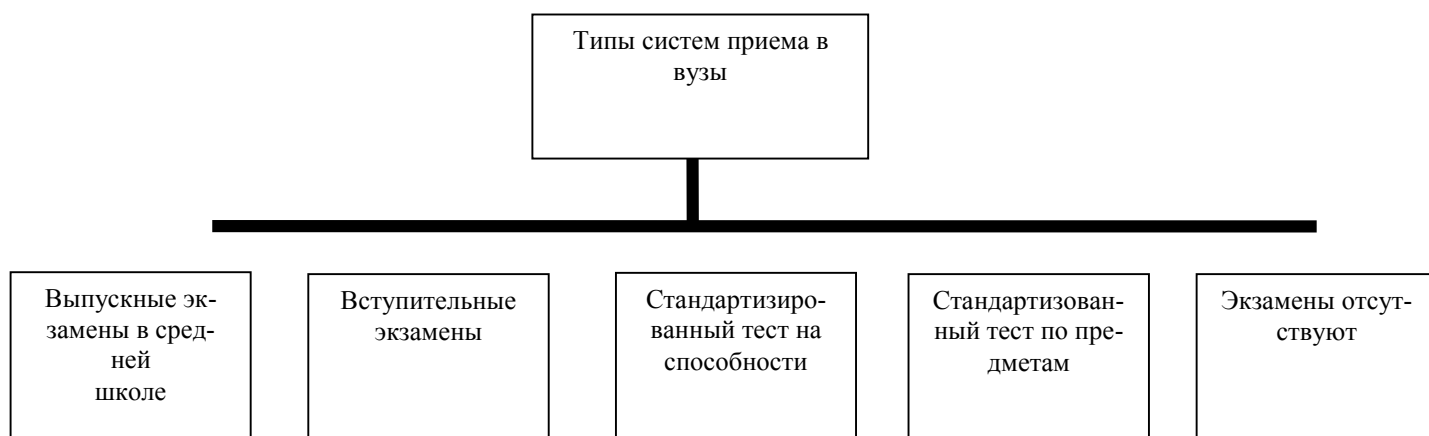 Типы систем приема в
вузы
Выпускные эк-
замены в сред-
ней
школе
Вступительные
экзамены
Стандартизиро-
ванный тест на
способности
Стандартизован-
ный тест по пре-
дметам
Экзамены отсут-
ствуют